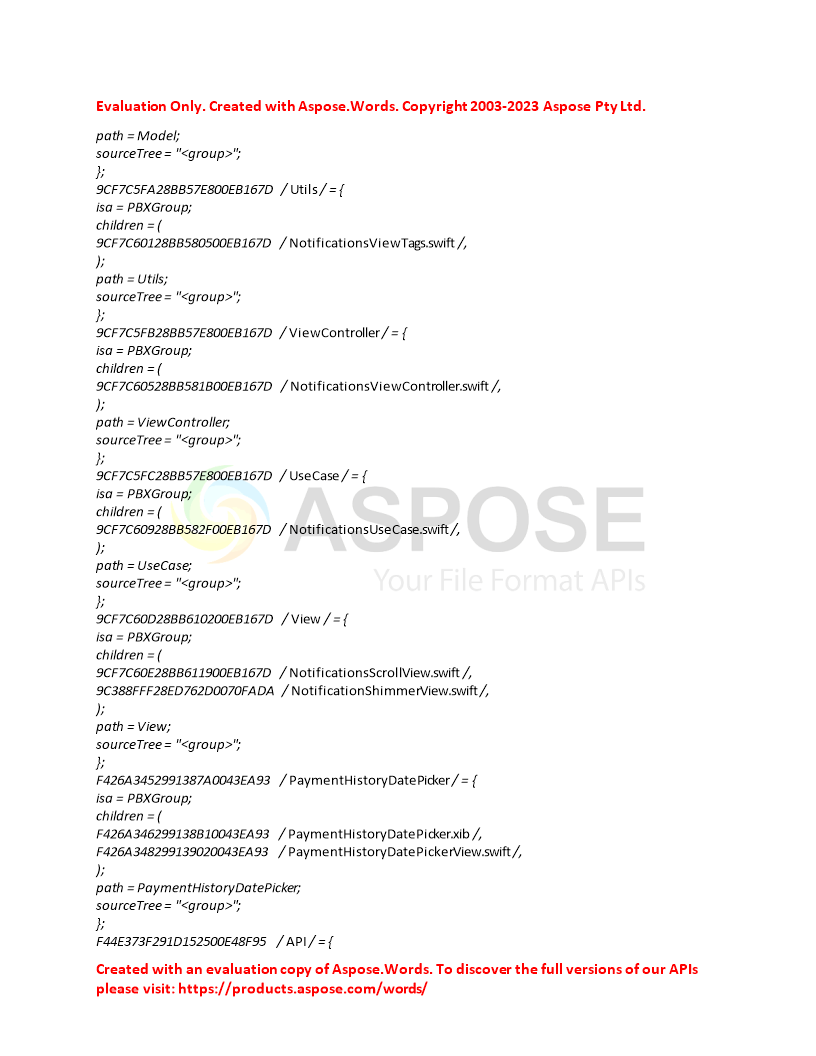 Evaluation Only. Created with Aspose.Words. Copyright 2003-2023 Aspose Pty Ltd.
path = Model;
sourceTree = "<group>";
};
9CF7C5FA28BB57E800EB167D / Utils / = {
isa = PBXGroup;
children = (
9CF7C60128BB580500EB167D / NotificationsViewTags.swift /,
);
path = Utils;
sourceTree = "<group>";
};
9CF7C5FB28BB57E800EB167D / ViewController / = {
isa = PBXGroup;
children = (
9CF7C60528BB581B00EB167D / NotificationsViewController.swift /,
);
path = ViewController;
sourceTree = "<group>";
};
9CF7C5FC28BB57E800EB167D / UseCase / = {
isa = PBXGroup;
children = (
9CF7C60928BB582F00EB167D / NotificationsUseCase.swift /,
);
path = UseCase;
sourceTree = "<group>";
};
ASPOSE
Your File Format APIs
9CF7C60D28BB610200EB167D / View / = {
isa = PBXGroup;
children = (
9CF7C60E28BB611900EB167D / NotificationsScrollView.swift /,
9C388FFF28ED762D0070FADA / NotificationShimmerView.swift /,
);
path = View;
sourceTree = "<group>";
};
F426A3452991387A0043EA93 / PaymentHistoryDatePicker / = {
isa = PBXGroup;
children = (
F426A346299138B10043EA93 / PaymentHistoryDatePicker.xib /,
F426A348299139020043EA93 / PaymentHistoryDatePickerView.swift /,
);
path = PaymentHistoryDatePicker;
sourceTree = "<group>";
};
F44E373F291D152500E48F95 / API / = {
Created with an evaluation copy of Aspose.Words. To discover the full versions of our APIs
please visit: https://products.aspose.com/words/